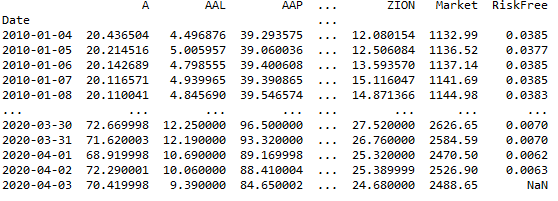 A AAL AAP ... ZION Market RiskFree
Date ...
2010-01-04 20.436504 4.496876 39.293575 ... 12.080154 1132.99 0.0385
2010-01-05 20.214516 5.005957 39.060036 ... 12.506084 1136.52 0.0377
2010-01-06 20.142689 4.798555 39.400608 ... 13.593570 1137.14 0.0385
2010-01-07 20.116571 4.939965 39.390865 ... 15.116047 1141.69 0.0385
2010-01-08 20.110041 4.845690 39.546574 ... 14.871366 1144.98 0.0383
... ... ... ... ... ... ... ...
2020-03-30 72.669998 12.250000 96.500000 ... 27.520000 2626.65 0.0070
2020-03-31 71.620003 12.190000 93.320000 ... 26.760000 2584.59 0.0070
2020-04-01 68.919998 10.690000 89.169998 ... 25.320000 2470.50 0.0062
2020-04-02 72.290001 10.060000 88.410004 ... 25.389999 2526.90 0.0063
2020-04-03 70.419998 9.390000 84.650002 ... 24.680000 2488.65 NaN